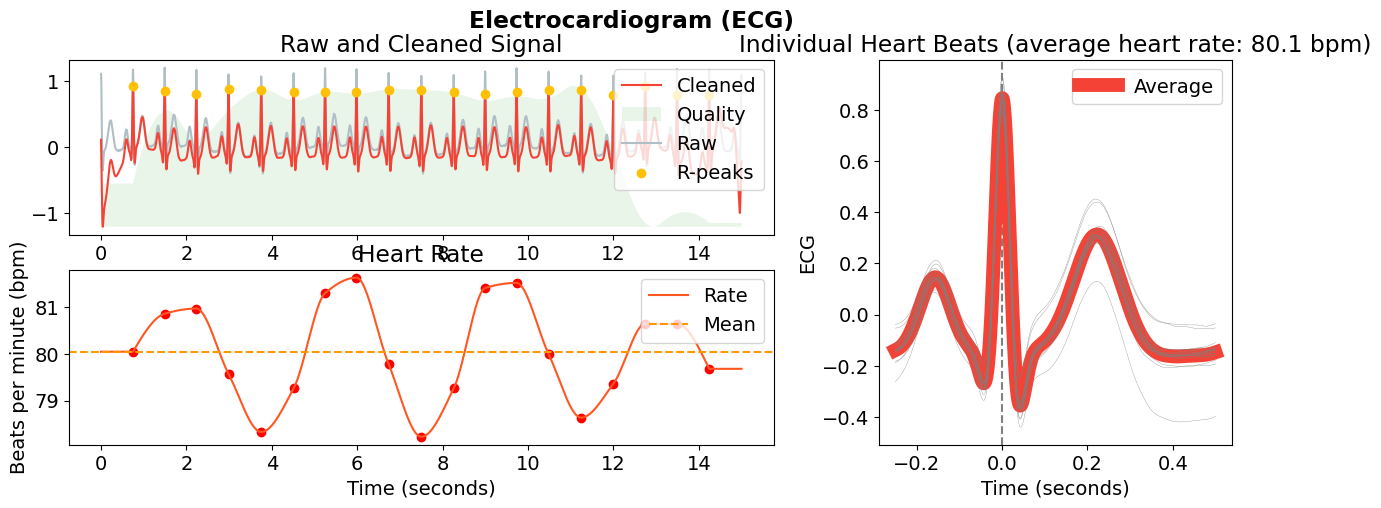 Electrocardiogram (ECG)
Raw and Cleaned Signal
1
0
−1
Cleaned
Quality
Raw
R-peaks
0 2 4 6 8 10 12 14
Heart Rate
Beats per minute (bpm)
81
80
79
Rate
Mean
0 2 4 6 8 10 12 14
Time (seconds)
Individual Heart Beats (average heart rate: 80.1 bpm)
Average
ECG
0.8
0.6
0.4
0.2
0.0
−0.2
−0.4
−0.2 0.0 0.2 0.4
Time (seconds)